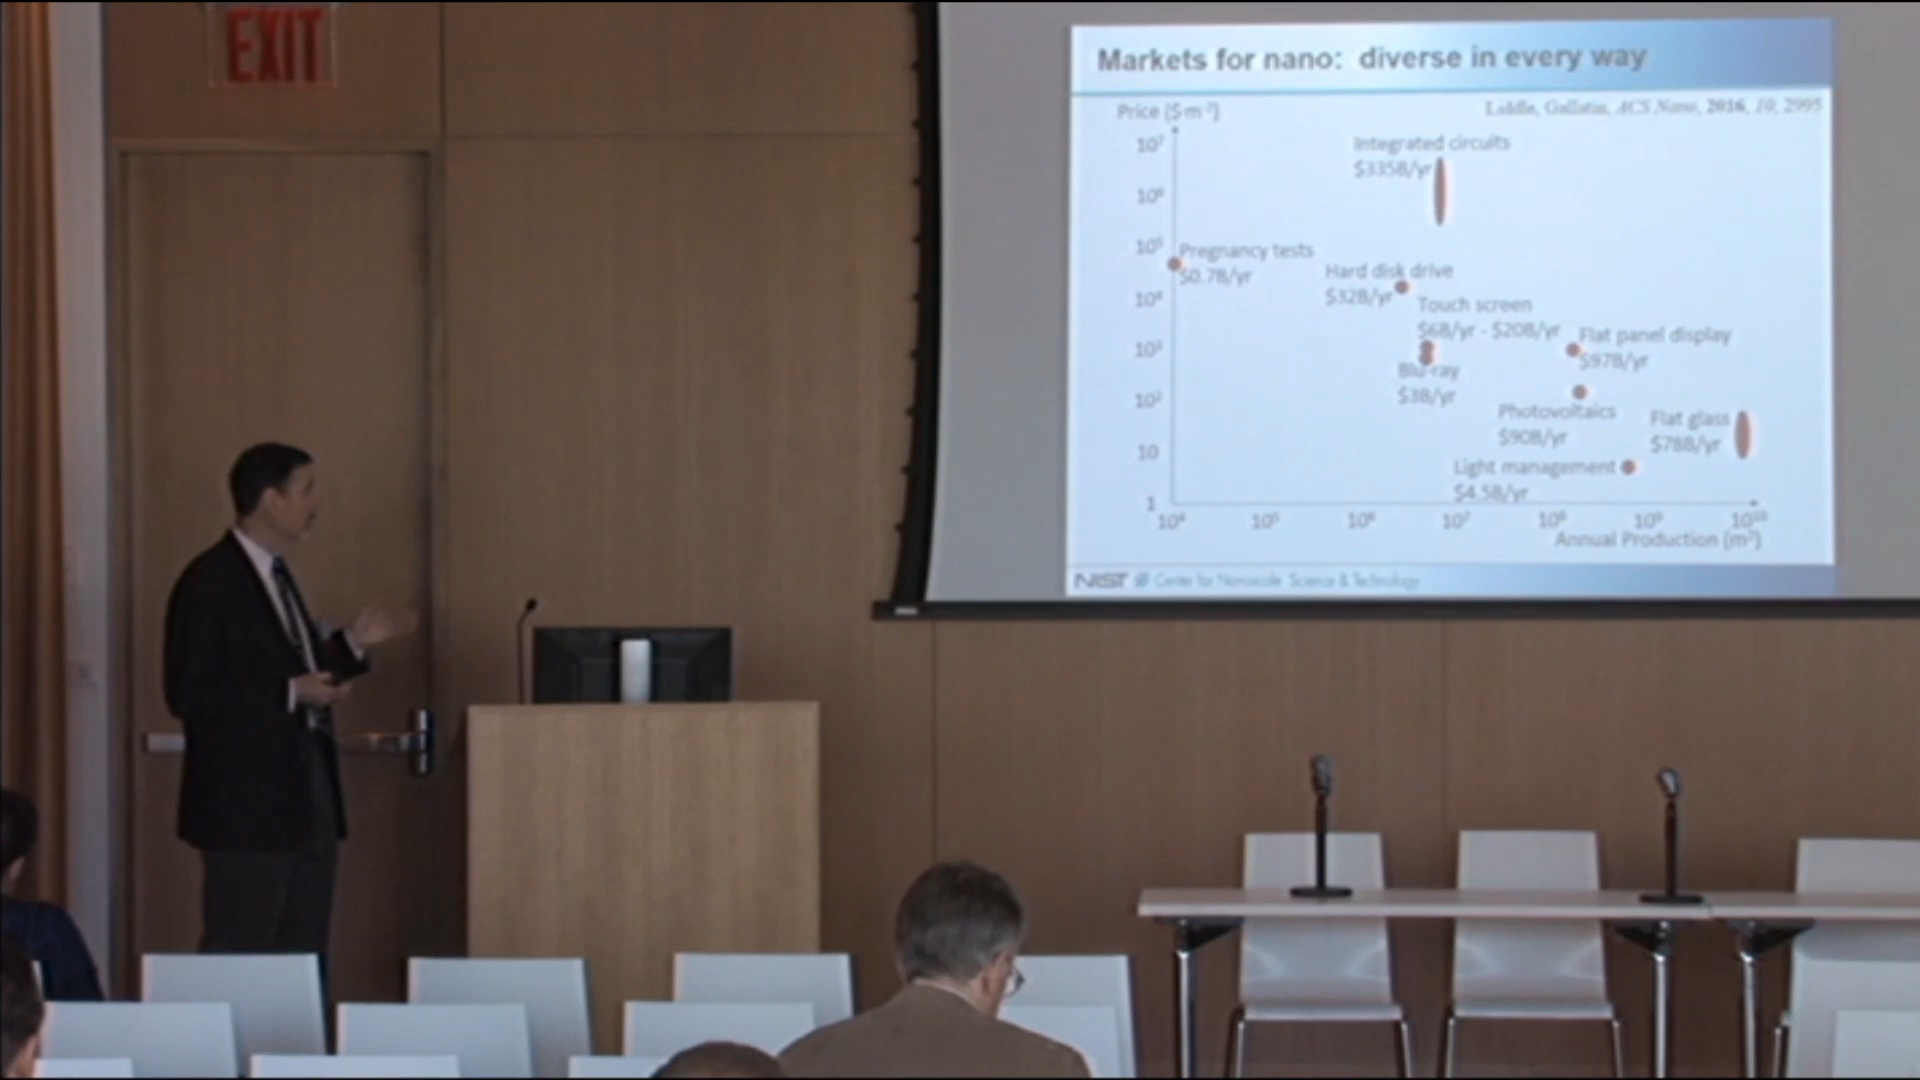 EXIT
Markets for nano: diverse in every way
Liddle, Gallatin, ACS Nano, 2016, 10, 2995
Price ($·m⁻²)
10⁷
10⁶
10⁵
10⁴
10³
10²
10
1
Integrated circuits
$335B/yr
Pregnancy tests
$0.7B/yr
Hard disk drive
$32B/yr
Touch screen
$6B/yr - $20B/yr
Flat panel display
$97B/yr
Blu-ray
$3B/yr
Photovoltaics
$90B/yr
Flat glass
$78B/yr
Light management
$4.5B/yr
10⁴ 10⁵ 10⁶ 10⁷ 10⁸ 10⁹ 10¹⁰
Annual Production (m²)
NIST Center for Nanoscale Science & Technology